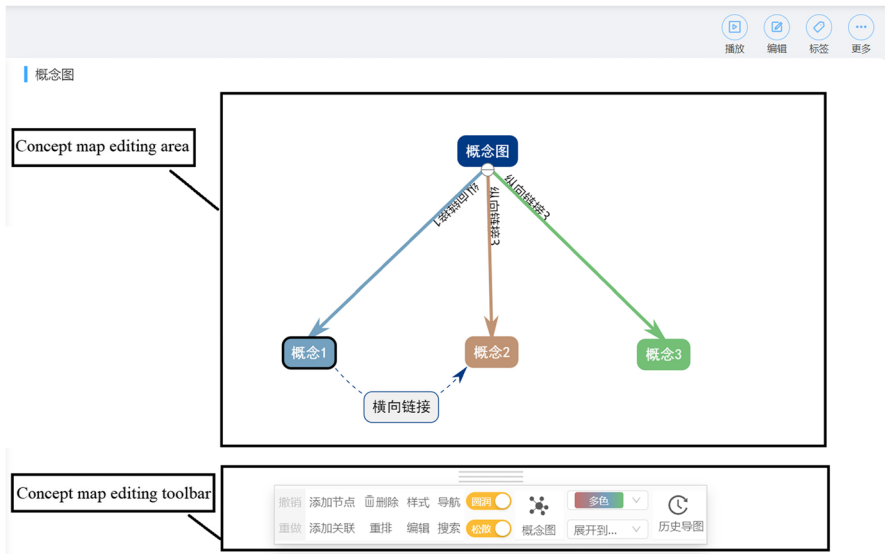 播放 编辑 标签 更多
概念图
Concept map editing area
概念图
纵向链接1
纵向链接3
纵向链接3
概念1
概念2
概念3
横向链接
Concept map editing toolbar
撤销 添加节点 删除 样式 导航 圆润 多色
重做 添加关联 重排 编辑 搜索 松散 概念图 展开到... 历史导图